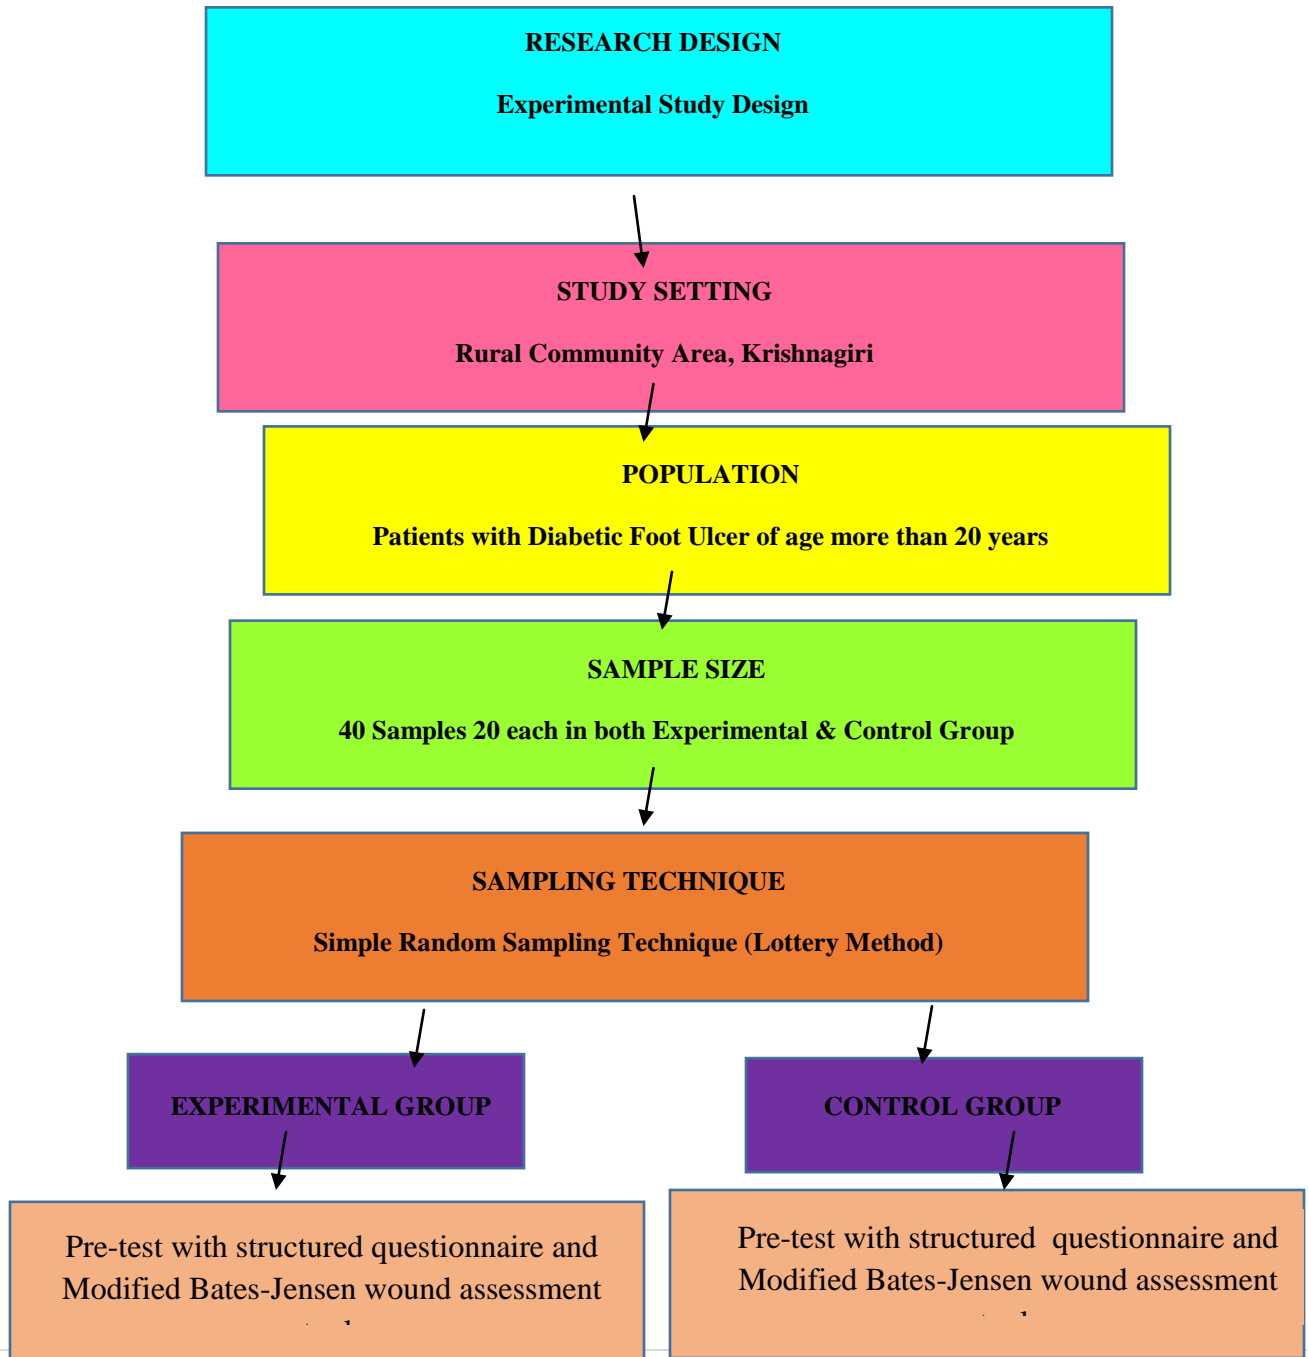 RESEARCH DESIGN
Experimental Study Design
STUDY SETTING
Rural Community Area, Krishnagiri
POPULATION
Patients with Diabetic Foot Ulcer of age more than 20 years
SAMPLE SIZE
40 Samples 20 each in both Experimental & Control Group
SAMPLING TECHNIQUE
Simple Random Sampling Technique (Lottery Method)
EXPERIMENTAL GROUP
CONTROL GROUP
Pre-test with structured questionnaire and
Modified Bates-Jensen wound assessment
Pre-test with structured  questionnaire and
Modified Bates-Jensen wound assessment